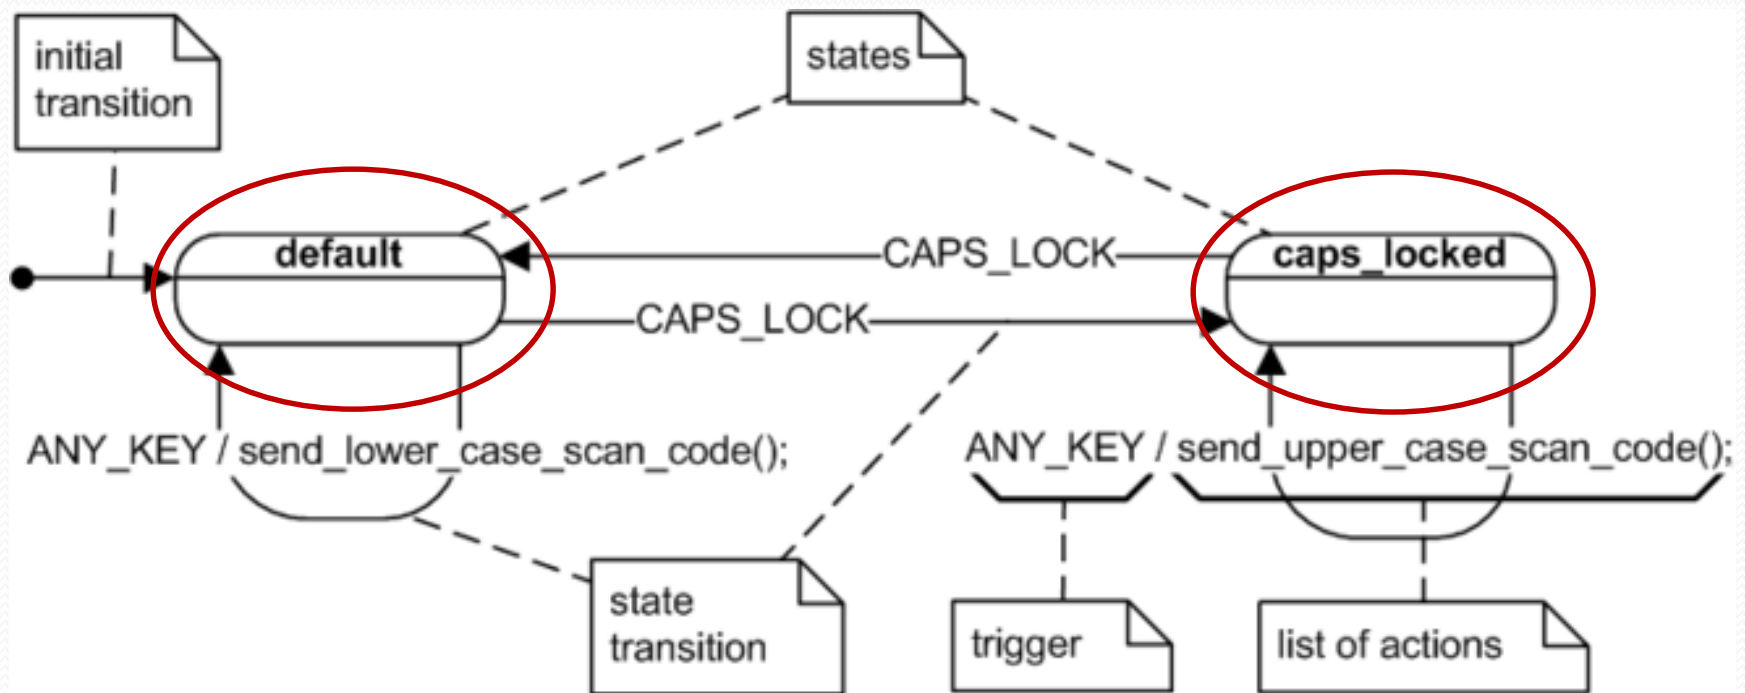 initial
transition
states
default
CAPS_LOCK
caps_locked
CAPS_LOCK
ANY_KEY / send_lower_case_scan_code();
ANY_KEY / send_upper_case_scan_code();
state
transition
trigger
list of actions